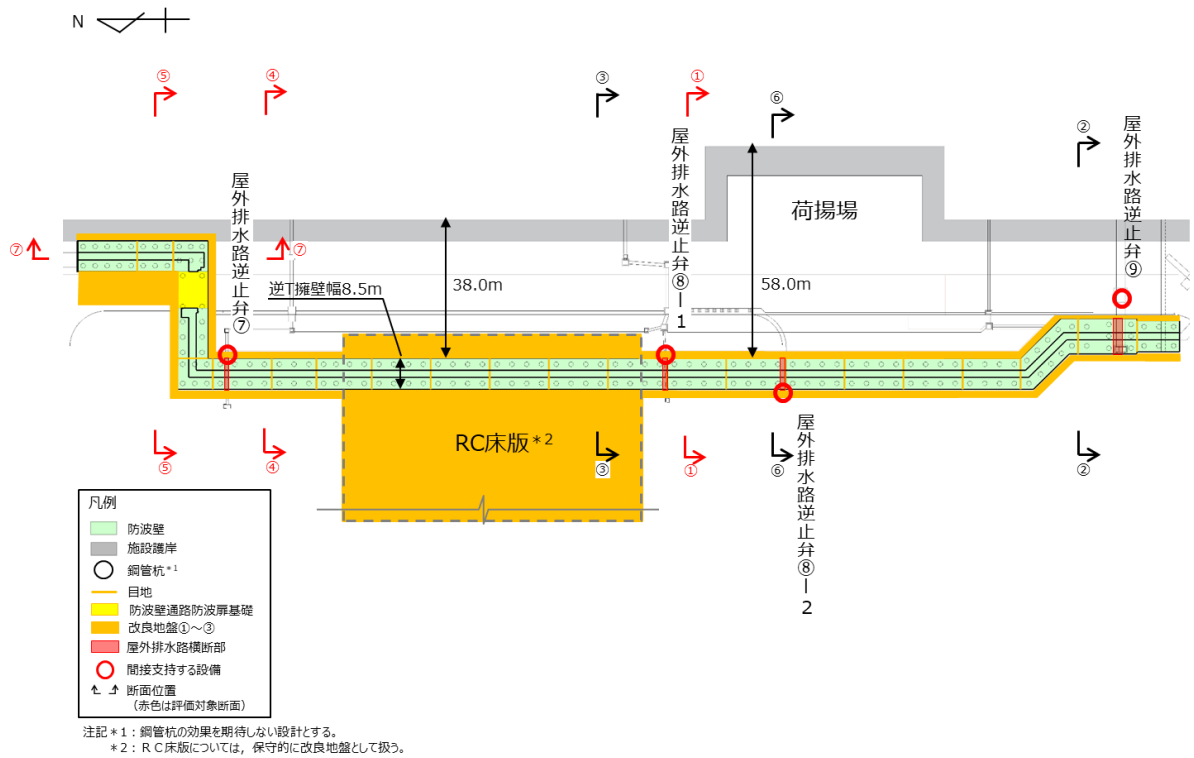 N
⑤
④
③
①
⑥
②
屋外排水路逆止弁⑦
屋外排水路逆止弁⑧ー1
屋外排水路逆止弁⑨
荷揚場
⑦
⑦
逆T擁壁幅8.5m
38.0m
58.0m
RC床版*2
⑤
④
③
①
⑥
②
屋外排水路逆止弁⑧ー2
凡例
防波壁
施設護岸
鋼管杭*1
目地
防波壁通路防波扉基礎
改良地盤①～③
屋外排水路横断部
間接支持する設備
断面位置
（赤色は評価対象断面）
注記*1：鋼管杭の効果を期待しない設計とする。
*2：ＲＣ床版については，保守的に改良地盤として扱う。